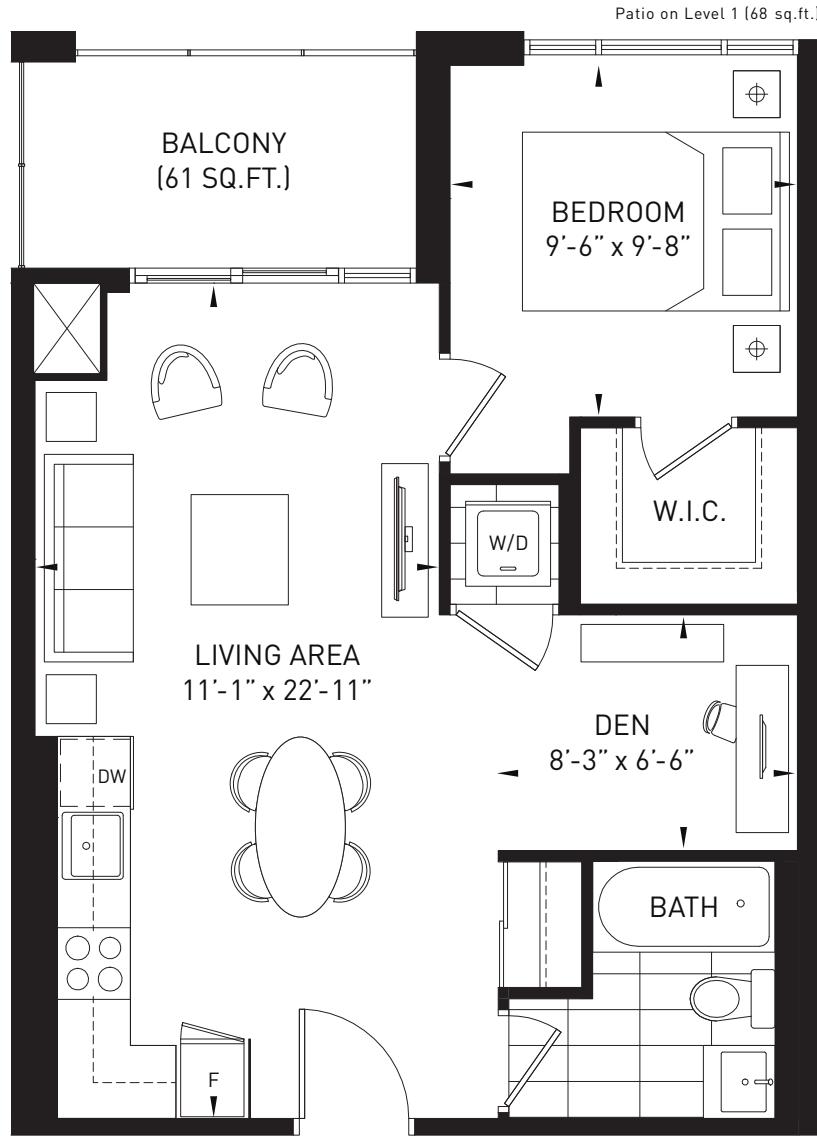 Patio on Level 1 (68 sq.ft.)
BALCONY
(61 SQ.FT.)
BEDROOM
9’-6” x 9’-8”
W.I.C.
W/D
LIVING AREA
11’-1” x 22’-11”
DEN
8’-3” x 6’-6”
DW
BATH
F